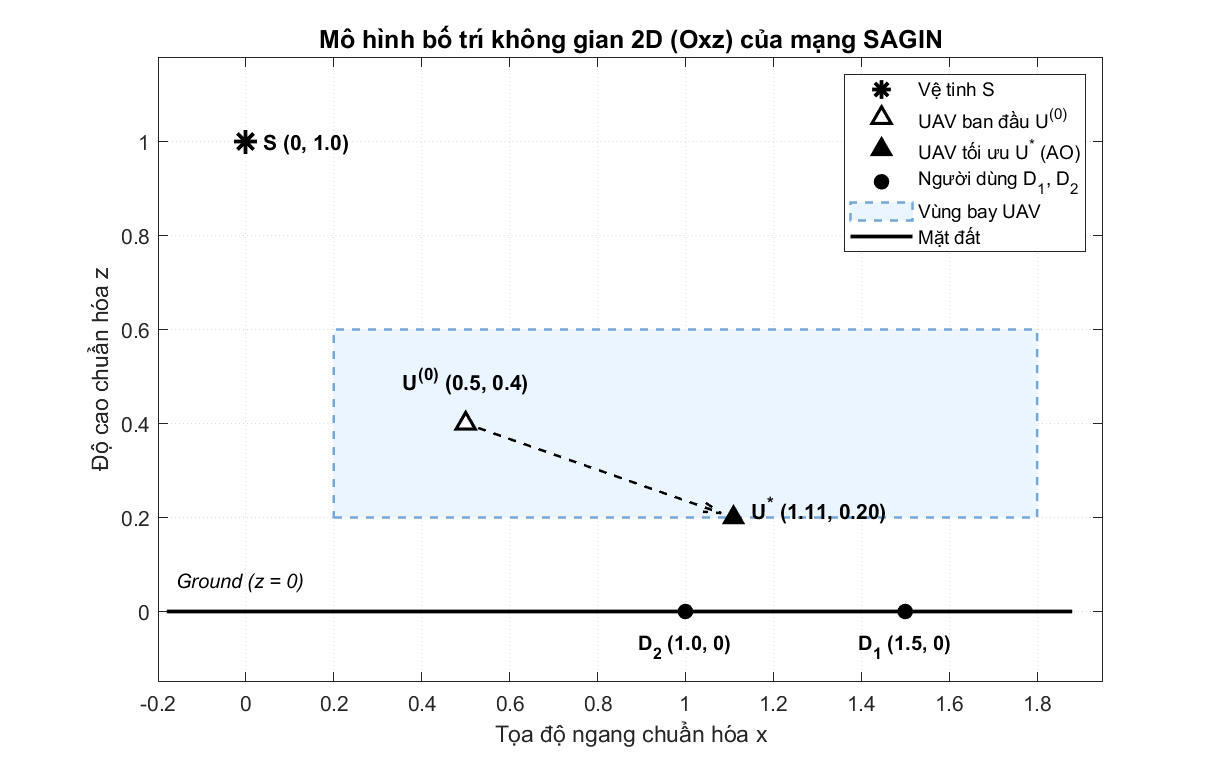 Mô hình bố trí không gian 2D (Oxz) của mạng SAGIN
Vệ tinh S
UAV ban đầu U^(0)
UAV tối ưu U^* (AO)
Người dùng D_1, D_2
Vùng bay UAV
Mặt đất
S (0, 1.0)
U^(0) (0.5, 0.4)
U^* (1.11, 0.20)
Ground (z = 0)
D_2 (1.0, 0)
D_1 (1.5, 0)
Độ cao chuẩn hóa z
1
0.8
0.6
0.4
0.2
0
-0.2 0 0.2 0.4 0.6 0.8 1 1.2 1.4 1.6 1.8
Tọa độ ngang chuẩn hóa x